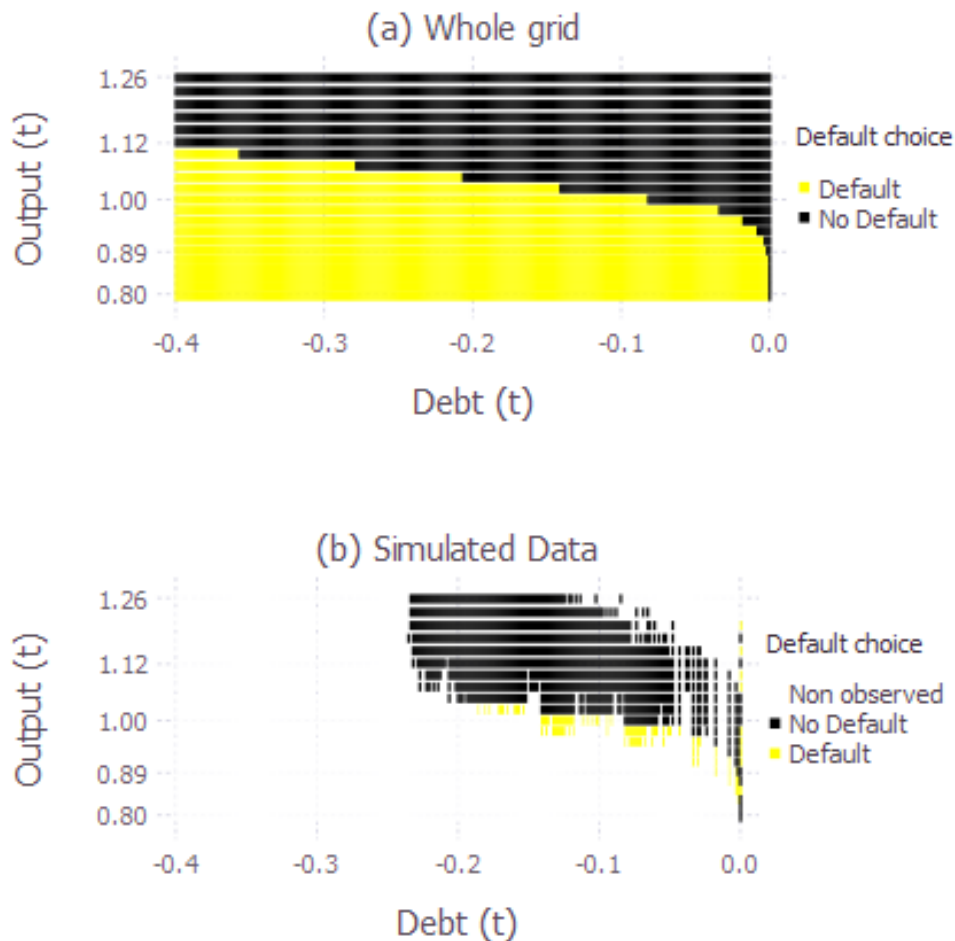 (a) Whole grid
Output (t)
1.26
1.12
1.00
0.89
0.80
-0.4 -0.3 -0.2 -0.1 0.0
Debt (t)
Default choice
Default
No Default
(b) Simulated Data
Output (t)
1.26
1.12
1.00
0.89
0.80
-0.4 -0.3 -0.2 -0.1 0.0
Debt (t)
Default choice
Non observed
No Default
Default